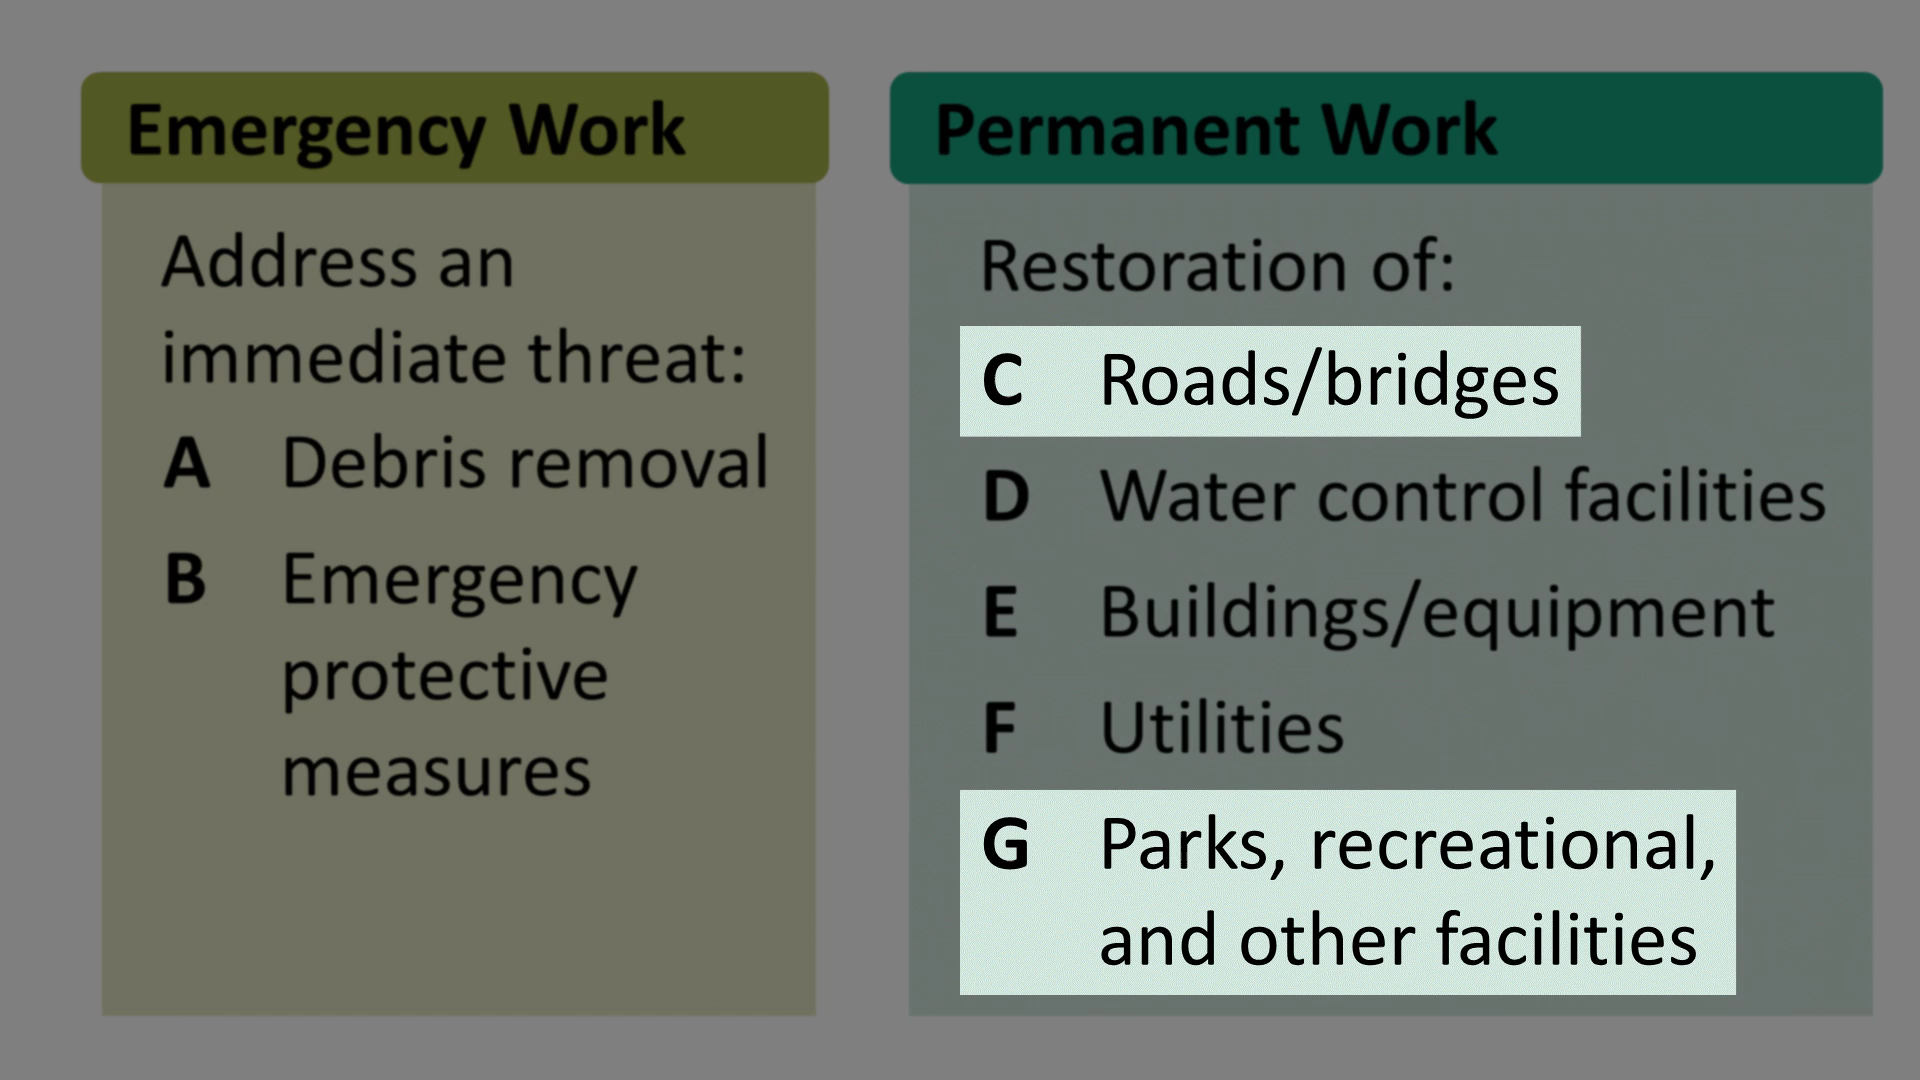 Emergency Work
Address an
immediate threat:
A Debris removal
B Emergency
protective
measures
Permanent Work
Restoration of:
C Roads/bridges
D Water control facilities
E Buildings/equipment
F Utilities
G Parks, recreational,
and other facilities